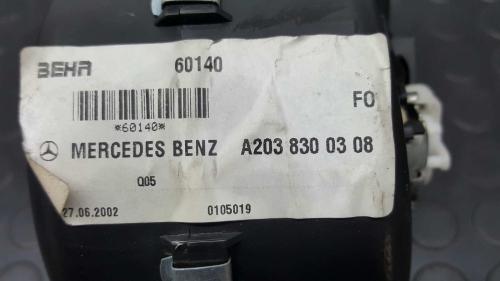 BEHR 60140
FO
*60140*
MERCEDES BENZ A203 830 03 08
Q05
27.06.2002 0105019